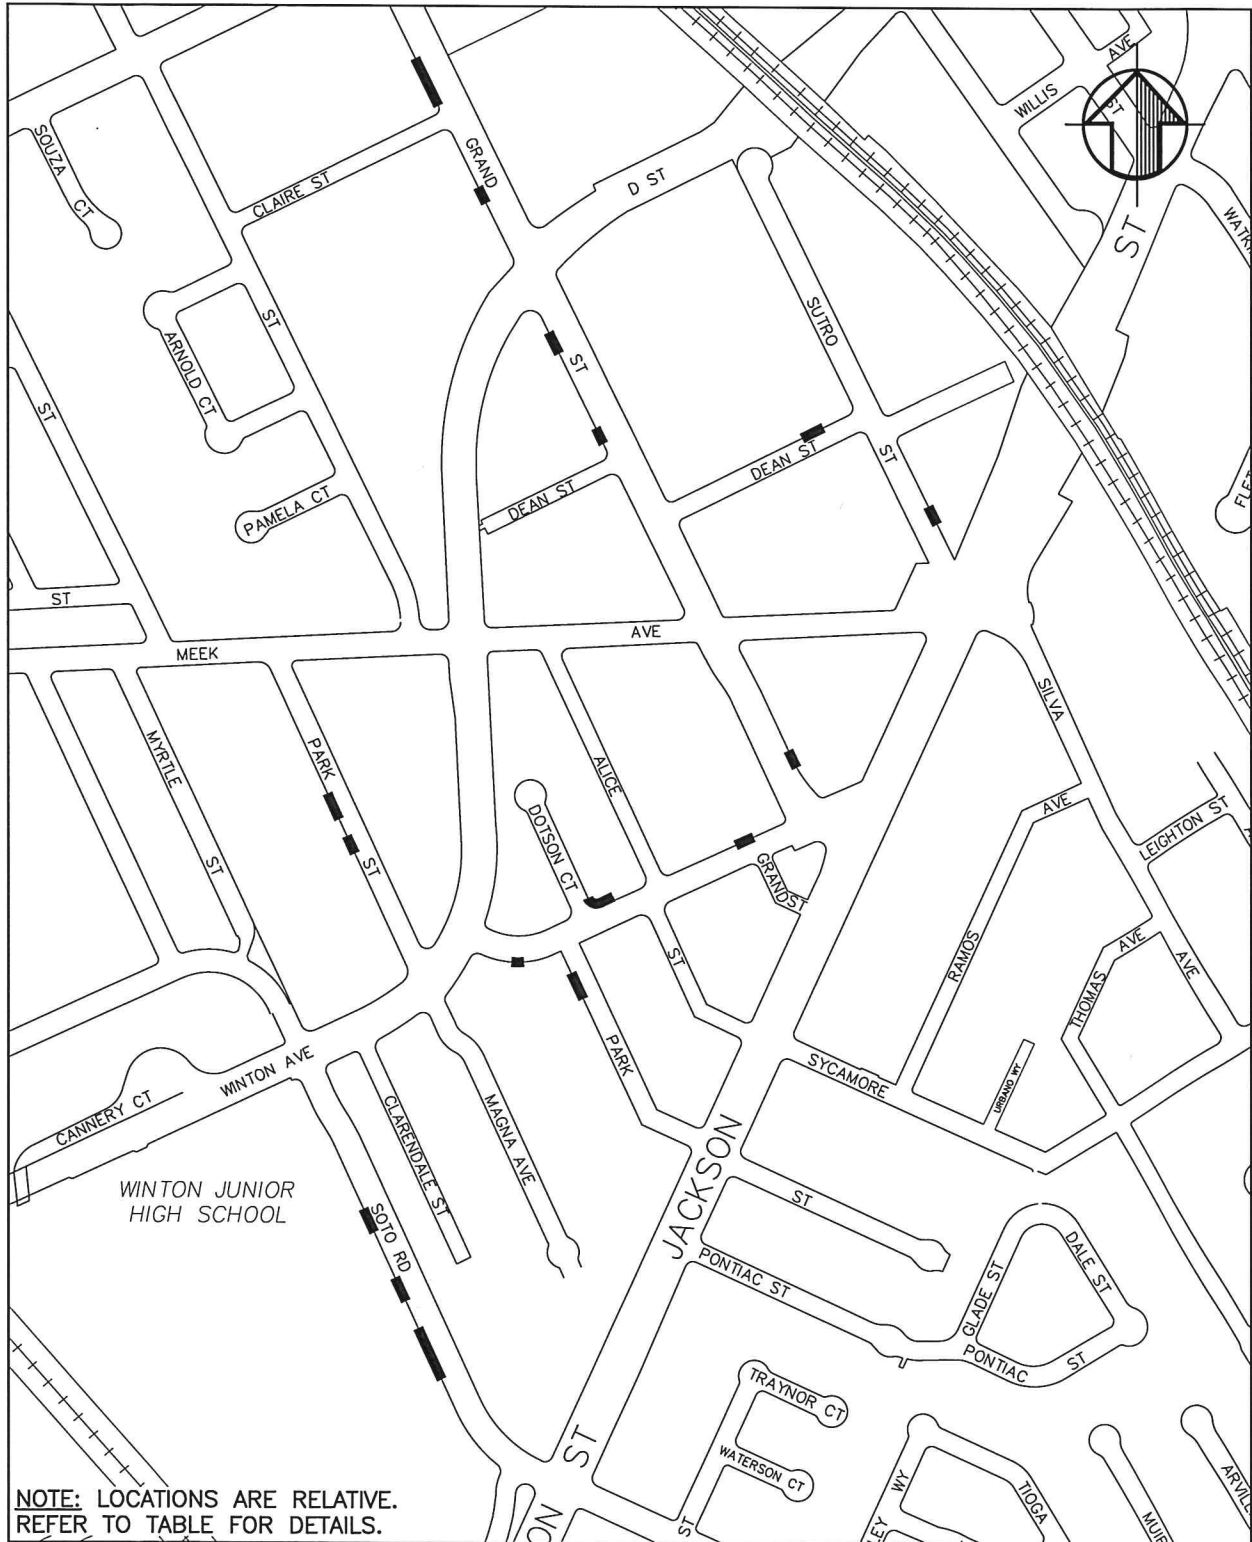 AVE
WILLIS
ST
SOUZA
CT
GRAND
CLAIRE ST
D ST
ST
SUTRO
ST
ARNOLD CT
ST
ST
DEAN ST
ST
DEAN ST
PAMELA CT
ST
MEEK
AVE
SILVA
MYRTLE
ST
PARK
ST
ALICE
DOTSON CT
AVE
LEIGHTON ST
GRAND ST
ST
RAMOS
AVE
AVE
THOMAS
PARK
WINTON AVE
SYCAMORE
URBANO WY
CANNERY CT
CLARENDALE ST
MAGNA AVE
WINTON JUNIOR
HIGH SCHOOL
SOTO RD
JACKSON
ST
ST
PONTIAC ST
GLADE ST
DALE ST
PONTIAC
ST
TRAYNOR CT
WATERSON CT
ST
WY
TIOGA
NOTE: LOCATIONS ARE RELATIVE.
REFER TO TABLE FOR DETAILS.